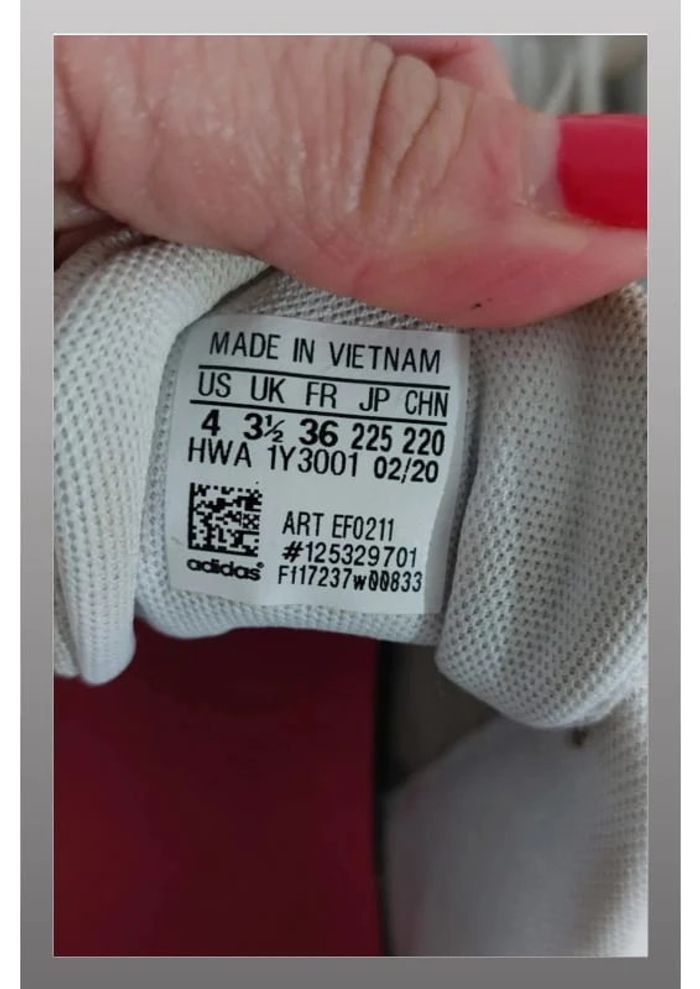 MADE IN VIETNAM
US UK FR JP CHN
4 3½ 36 225 220
HWA 1Y3001 02/20
ART EF0211
#125329701
adidas® F117237w00833